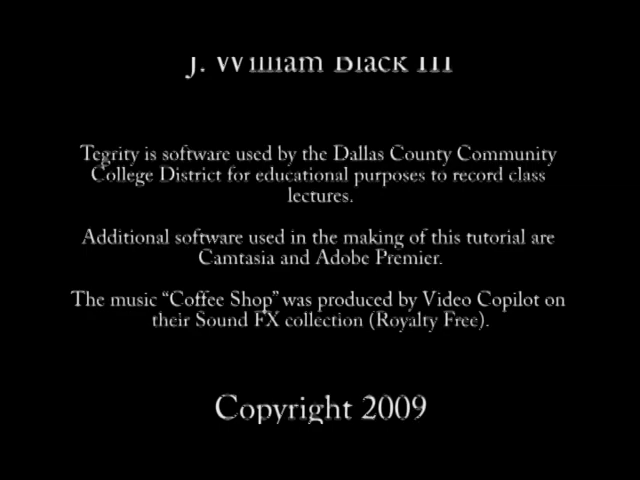 J. William Black III
Tegrity is software used by the Dallas County Community
College District for educational purposes to record class
lectures.
Additional software used in the making of this tutorial are
Camtasia and Adobe Premier.
The music “Coffee Shop” was produced by Video Copilot on
their Sound FX collection (Royalty Free).
Copyright 2009